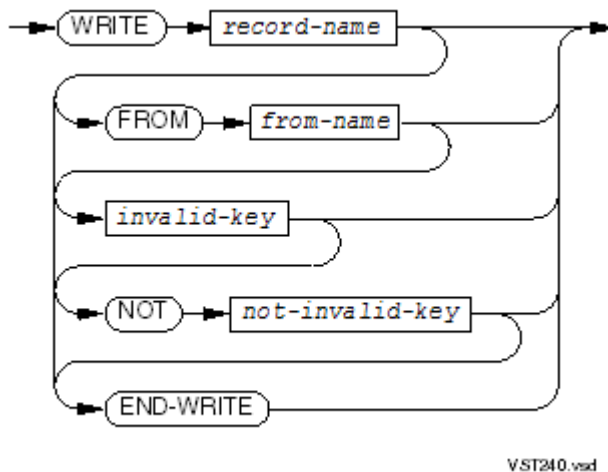 WRITE record-name
FROM from-name
invalid-key
NOT not-invalid-key
END-WRITE
VST240.vsd